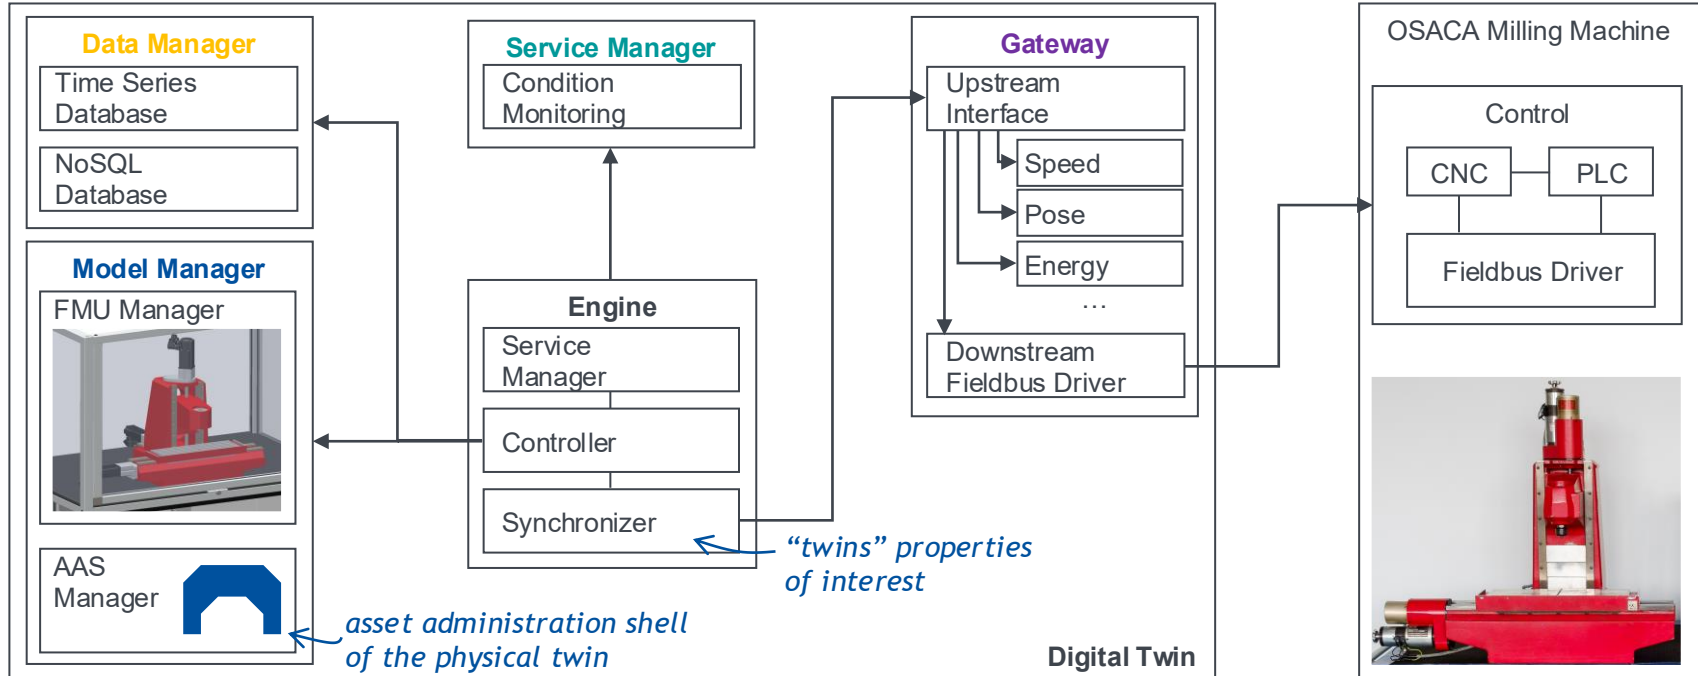 Data Manager
Time Series
Database
NoSQL
Database
Model Manager
FMU Manager
AAS
Manager
asset administration shell
of the physical twin
Service Manager
Condition
Monitoring
Engine
Service
Manager
Controller
Synchronizer
“twins” properties
of interest
Gateway
Upstream
Interface
Speed
Pose
Energy
...
Downstream
Fieldbus Driver
Digital Twin
OSACA Milling Machine
Control
CNC
PLC
Fieldbus Driver